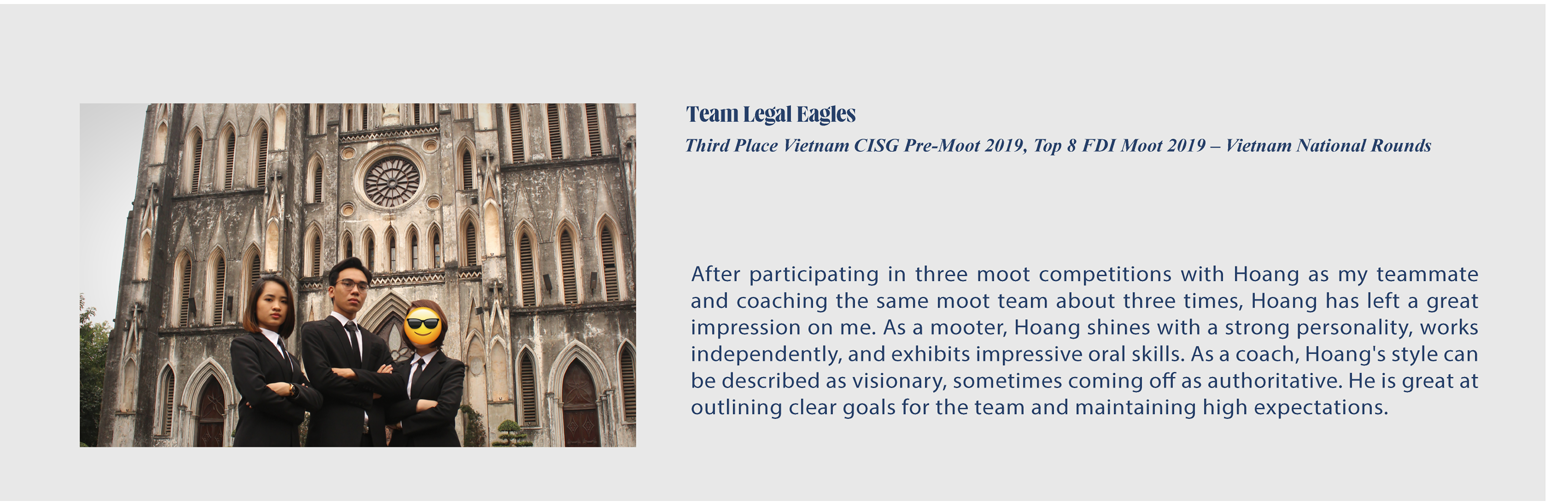 Team Legal Eagles
Third Place Vietnam CISG Pre-Moot 2019, Top 8 FDI Moot 2019 – Vietnam National Rounds
After participating in three moot competitions with Hoang as my teammate
and coaching the same moot team about three times, Hoang has left a great
impression on me. As a mooter, Hoang shines with a strong personality, works
independently, and exhibits impressive oral skills. As a coach, Hoang's style can
be described as visionary, sometimes coming off as authoritative. He is great at
outlining clear goals for the team and maintaining high expectations.